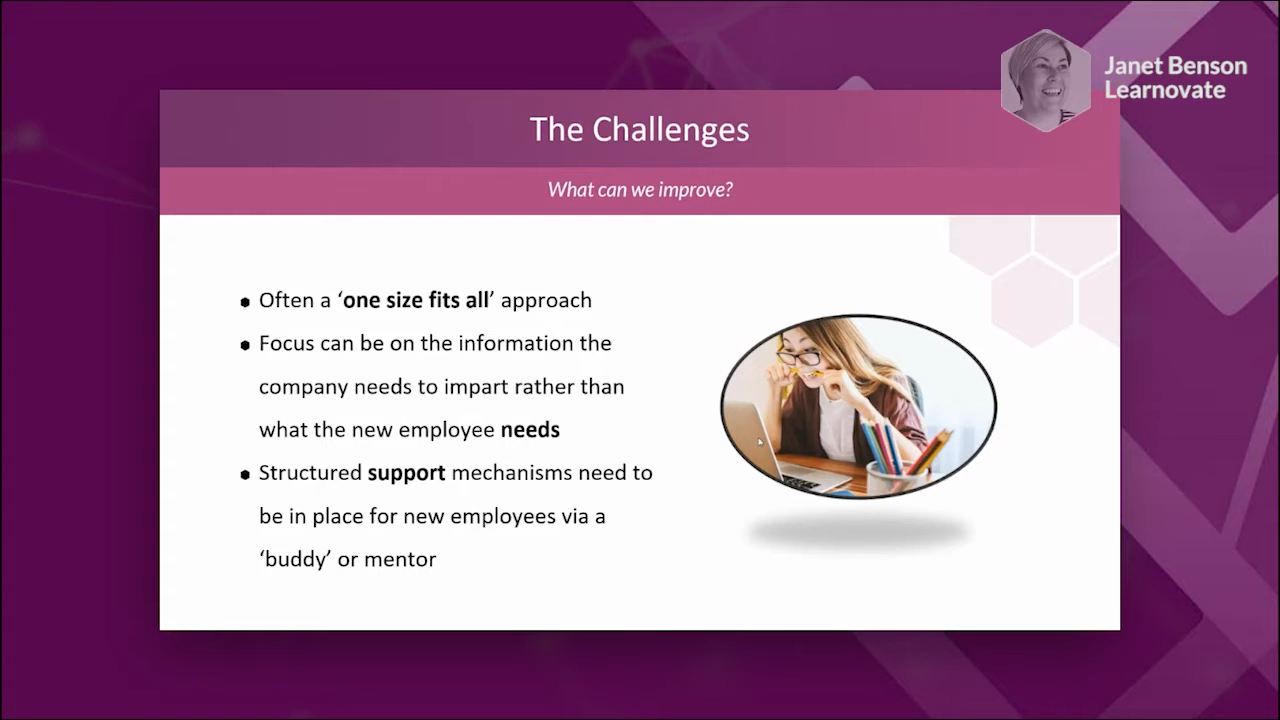 Janet Benson
Learnovate
The Challenges
What can we improve?
Often a ‘one size fits all’ approach
Focus can be on the information the
company needs to impart rather than
what the new employee needs
Structured support mechanisms need to
be in place for new employees via a
‘buddy’ or mentor